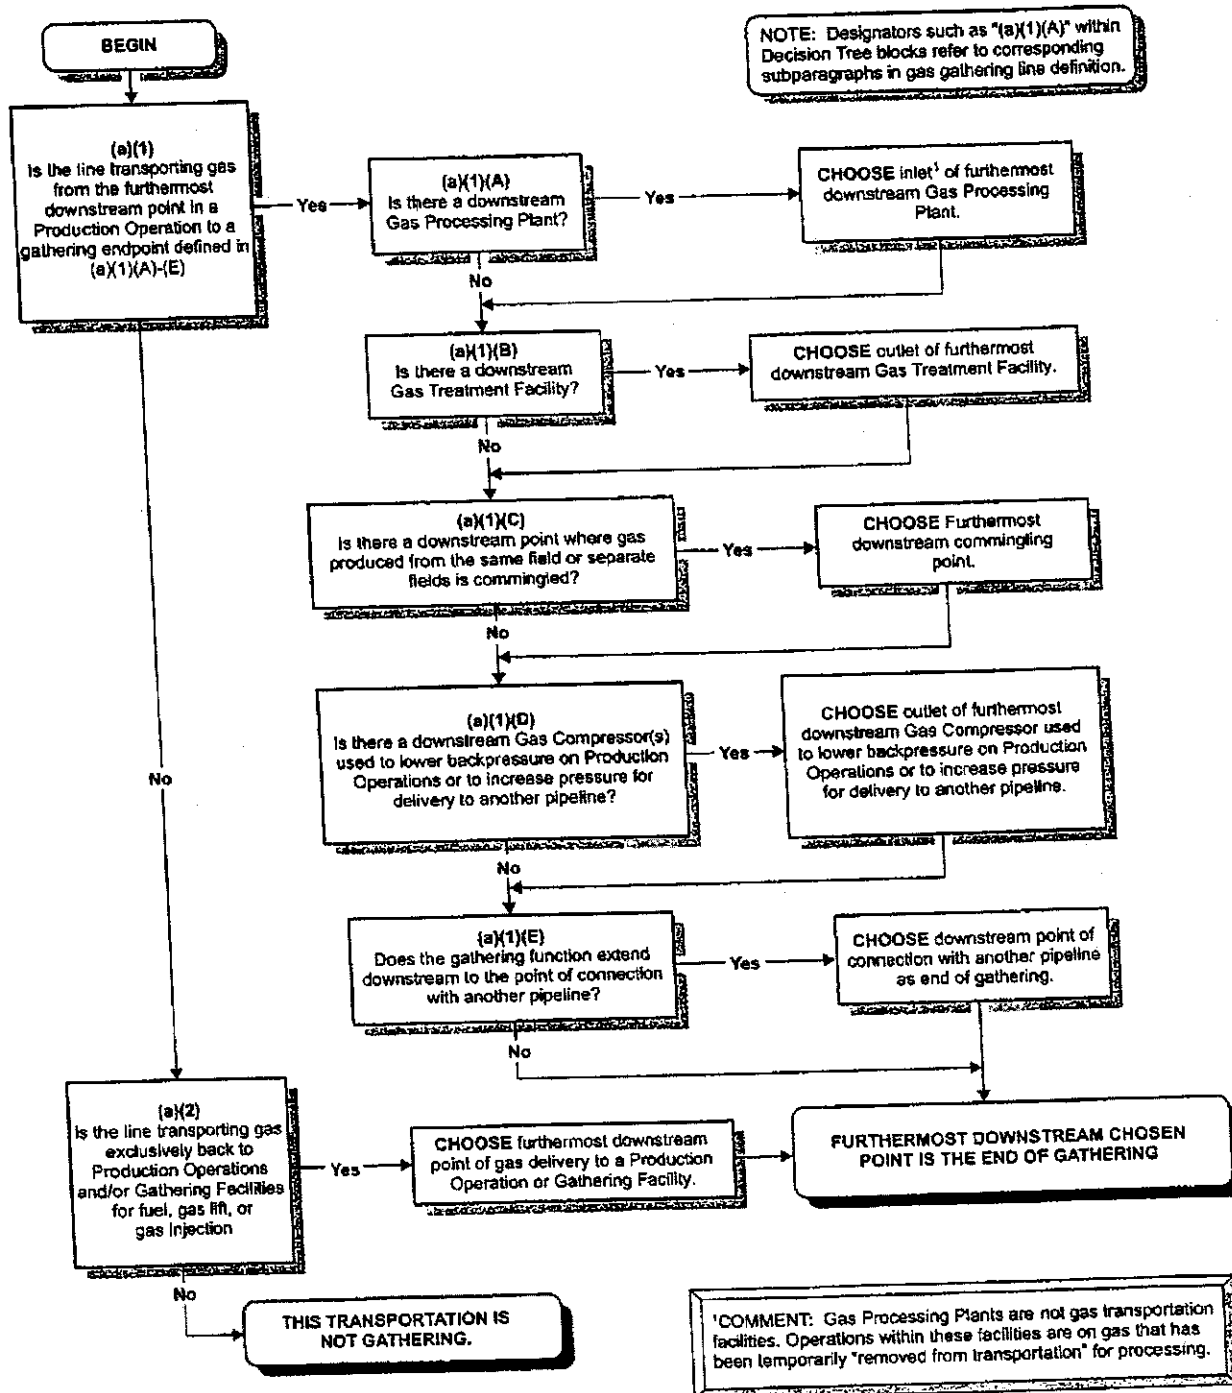 BEGIN
NOTE: Designators such as "(a)(1)(A)" within
Decision Tree blocks refer to corresponding
subparagraphs in gas gathering line definition.
(a)(1)
Is the line transporting gas
from the furthermost
downstream point in a
Production Operation to a
gathering endpoint defined in
(a)(1)(A)-(E)
Yes
(a)(1)(A)
Is there a downstream
Gas Processing Plant?
Yes
CHOOSE inlet¹ of furthermost
downstream Gas Processing
Plant.
No
(a)(1)(B)
Is there a downstream
Gas Treatment Facility?
Yes
CHOOSE outlet of furthermost
downstream Gas Treatment Facility.
No
(a)(1)(C)
Is there a downstream point where gas
produced from the same field or separate
fields is commingled?
Yes
CHOOSE Furthermost
downstream commingling
point.
No
(a)(1)(D)
Is there a downstream Gas Compressor(s)
used to lower backpressure on Production
Operations or to increase pressure for
delivery to another pipeline?
Yes
CHOOSE outlet of furthermost
downstream Gas Compressor used
to lower backpressure on Production
Operations or to increase pressure
for delivery to another pipeline.
No
No
(a)(1)(E)
Does the gathering function extend
downstream to the point of connection
with another pipeline?
Yes
CHOOSE downstream point of
connection with another pipeline
as end of gathering.
No
(a)(2)
Is the line transporting gas
exclusively back to
Production Operations
and/or Gathering Facilities
for fuel, gas lift, or
gas Injection
Yes
CHOOSE furthermost downstream
point of gas delivery to a Production
Operation or Gathering Facility.
FURTHERMOST DOWNSTREAM CHOSEN
POINT IS THE END OF GATHERING
No
THIS TRANSPORTATION IS
NOT GATHERING.
¹COMMENT: Gas Processing Plants are not gas transportation
facilities. Operations within these facilities are on gas that has
been temporarily "removed from transportation" for processing.